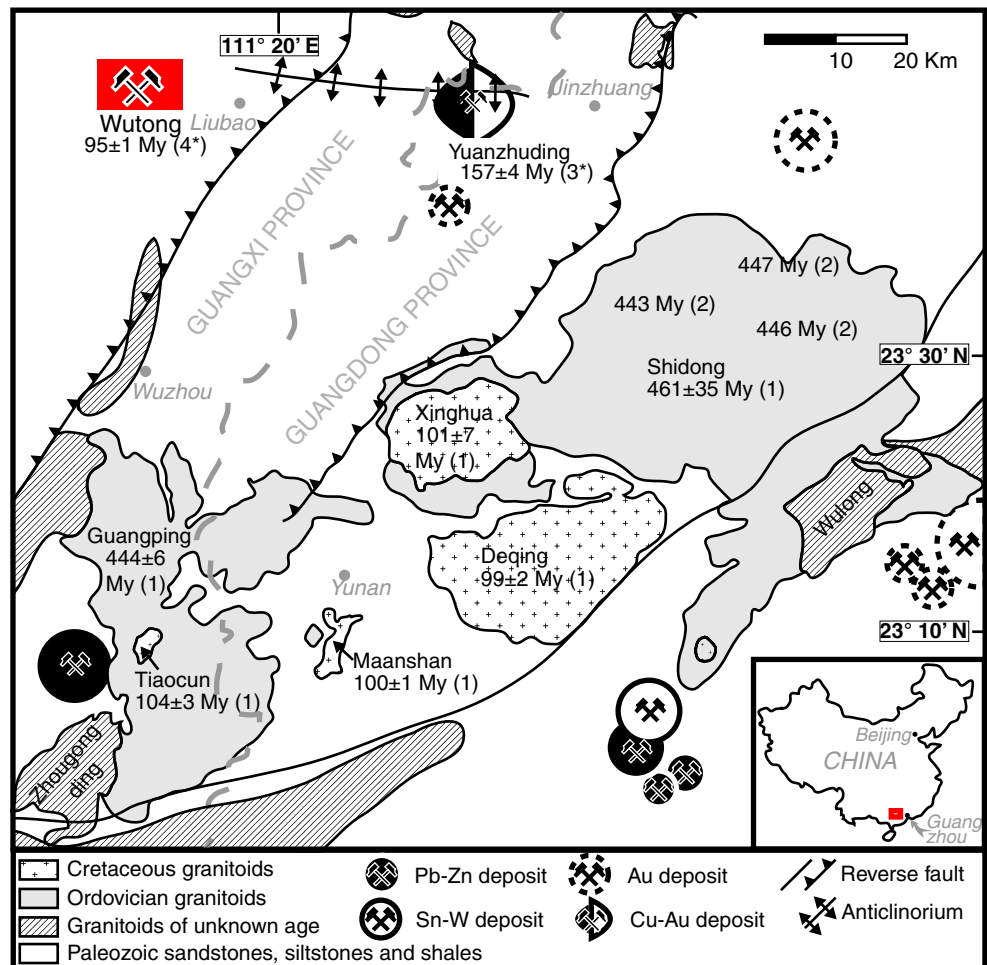 111° 20' E
10 20 Km
Wutong
95±1 My (4*)
Liubao
Jinzhuang
Yuanzhuding
157±4 My (3*)
GUANGXI PROVINCE
GUANGDONG PROVINCE
447 My (2)
443 My (2)
446 My (2)
23° 30' N
Shidong
461±35 My (1)
Wuzhou
Xinghua
101±7
My (1)
Wulong
Guangping
444±6
My (1)
Deqing
99±2 My (1)
Yunan
23° 10' N
Tiaocun
104±3 My (1)
Maanshan
100±1 My (1)
Zhougong
ding
Beijing
CHINA
Guang
zhou
Cretaceous granitoids
Ordovician granitoids
Granitoids of unknown age
Paleozoic sandstones, siltstones and shales
Pb-Zn deposit
Sn-W deposit
Au deposit
Cu-Au deposit
Reverse fault
Anticlinorium